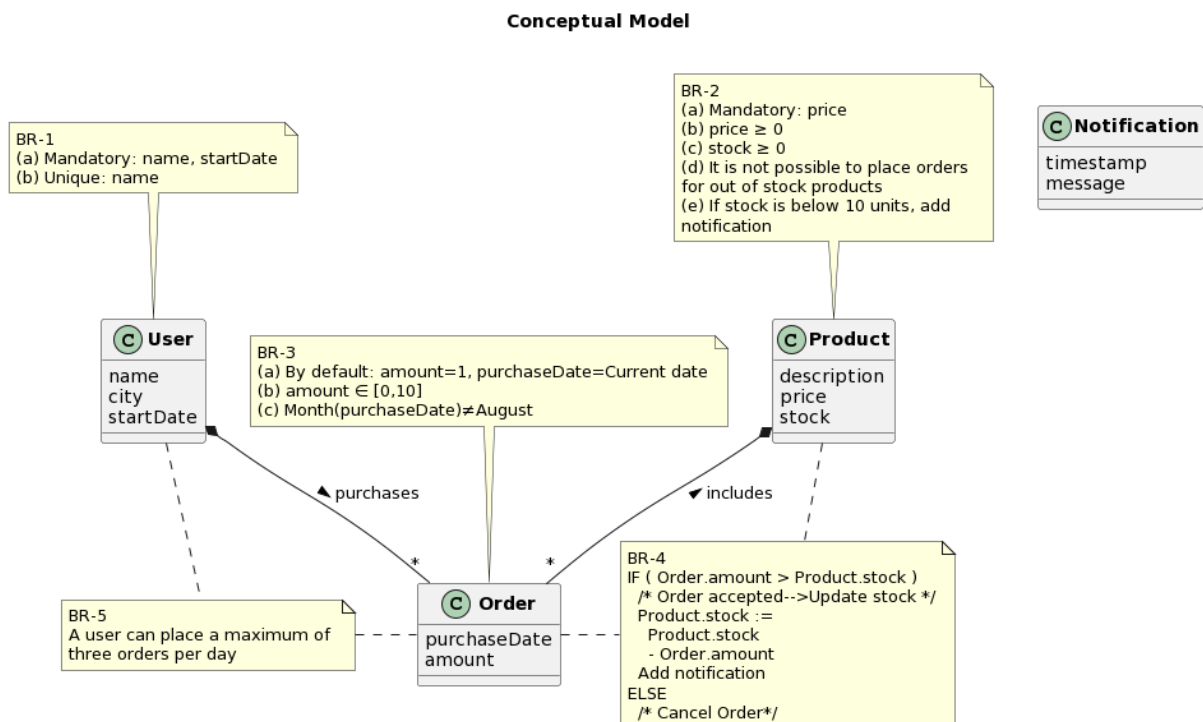 Conceptual Model
BR-1
(a) Mandatory: name, startDate
(b) Unique: name
BR-2
(a) Mandatory: price
(b) price ≥ 0
(c) stock ≥ 0
(d) It is not possible to place orders
for out of stock products
(e) If stock is below 10 units, add
notification
C Notification
timestamp
message
C User
name
city
startDate
BR-3
(a) By default: amount=1, purchaseDate=Current date
(b) amount ∈ [0,10]
(c) Month(purchaseDate)≠August
C Product
description
price
stock
purchases
includes
*
*
BR-5
A user can place a maximum of
three orders per day
C Order
purchaseDate
amount
BR-4
IF ( Order.amount > Product.stock )
/* Order accepted-->Update stock */
Product.stock :=
Product.stock
- Order.amount
Add notification
ELSE
/* Cancel Order*/